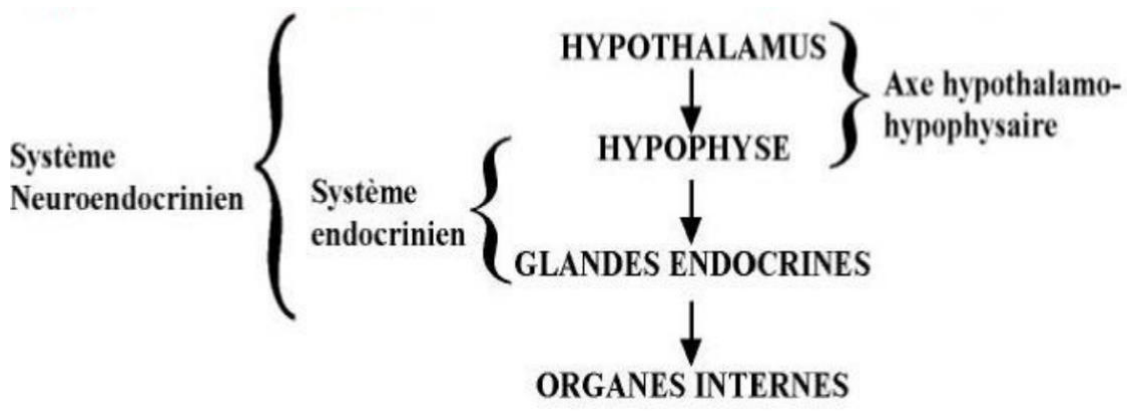 HYPOTHALAMUS
Axe hypothalamo-
hypophysaire
HYPOPHYSE
Système
Neuroendocrinien
Système
endocrinien
GLANDES ENDOCRINES
ORGANES INTERNES